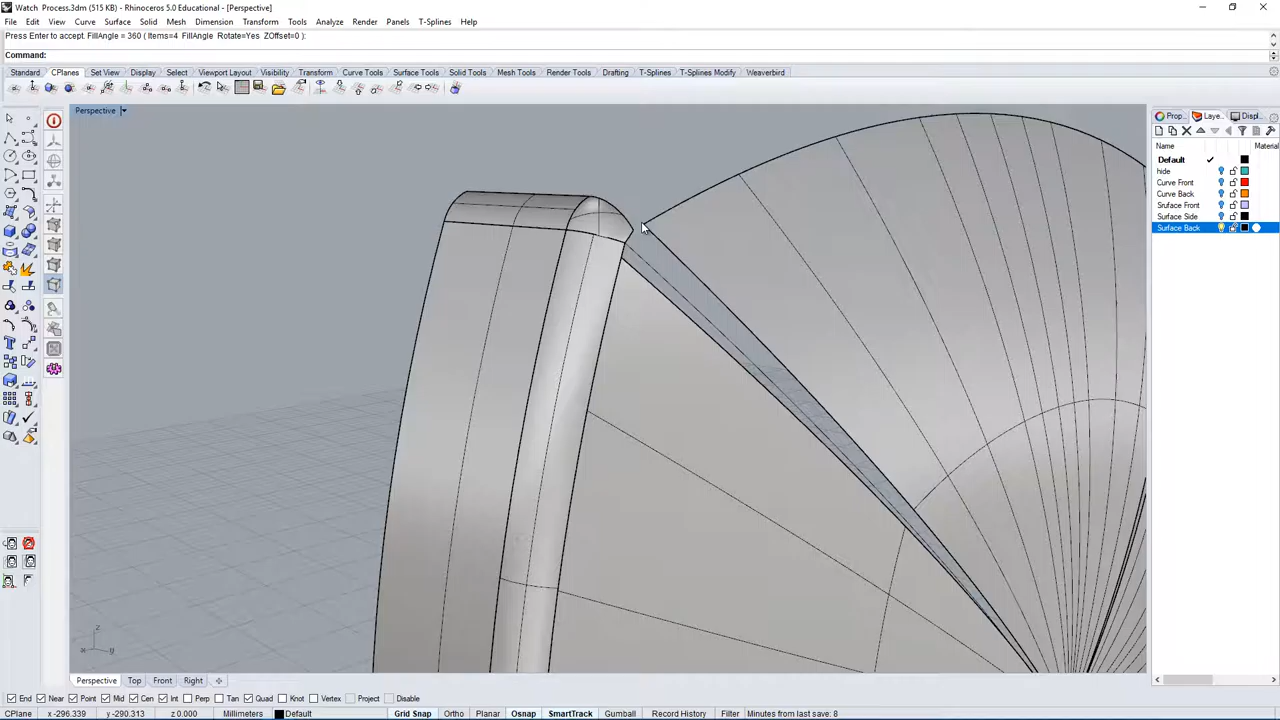 Watch_Process.3dm (515 KB) - Rhinoceros 5.0 Educational - [Perspective]
File Edit View Curve Surface Solid Mesh Dimension Transform Tools Analyze Render Panels T-Splines Help
Press Enter to accept. FillAngle = 360 ( Items=4 FillAngle Rotate=Yes ZOffset=0 ):
Command:
Standard CPlanes Set View Display Select Viewport Layout Visibility Transform Curve Tools Surface Tools Solid Tools Mesh Tools Render Tools Drafting T-Splines T-Splines Modify Weaverbird
Perspective
Prop... Laye... Displ...
Name Material
Default
hide
Curve Front
Curve Back
Sruface Front
Surface Side
Surface Back
z
x y
Perspective Top Front Right
End Near Point Mid Cen Int Perp Tan Quad Knot Vertex Project Disable
CPlane x -296.339 y -290.313 z 0.000 Millimeters Default Grid Snap Ortho Planar Osnap SmartTrack Gumball Record History Filter Minutes from last save: 8